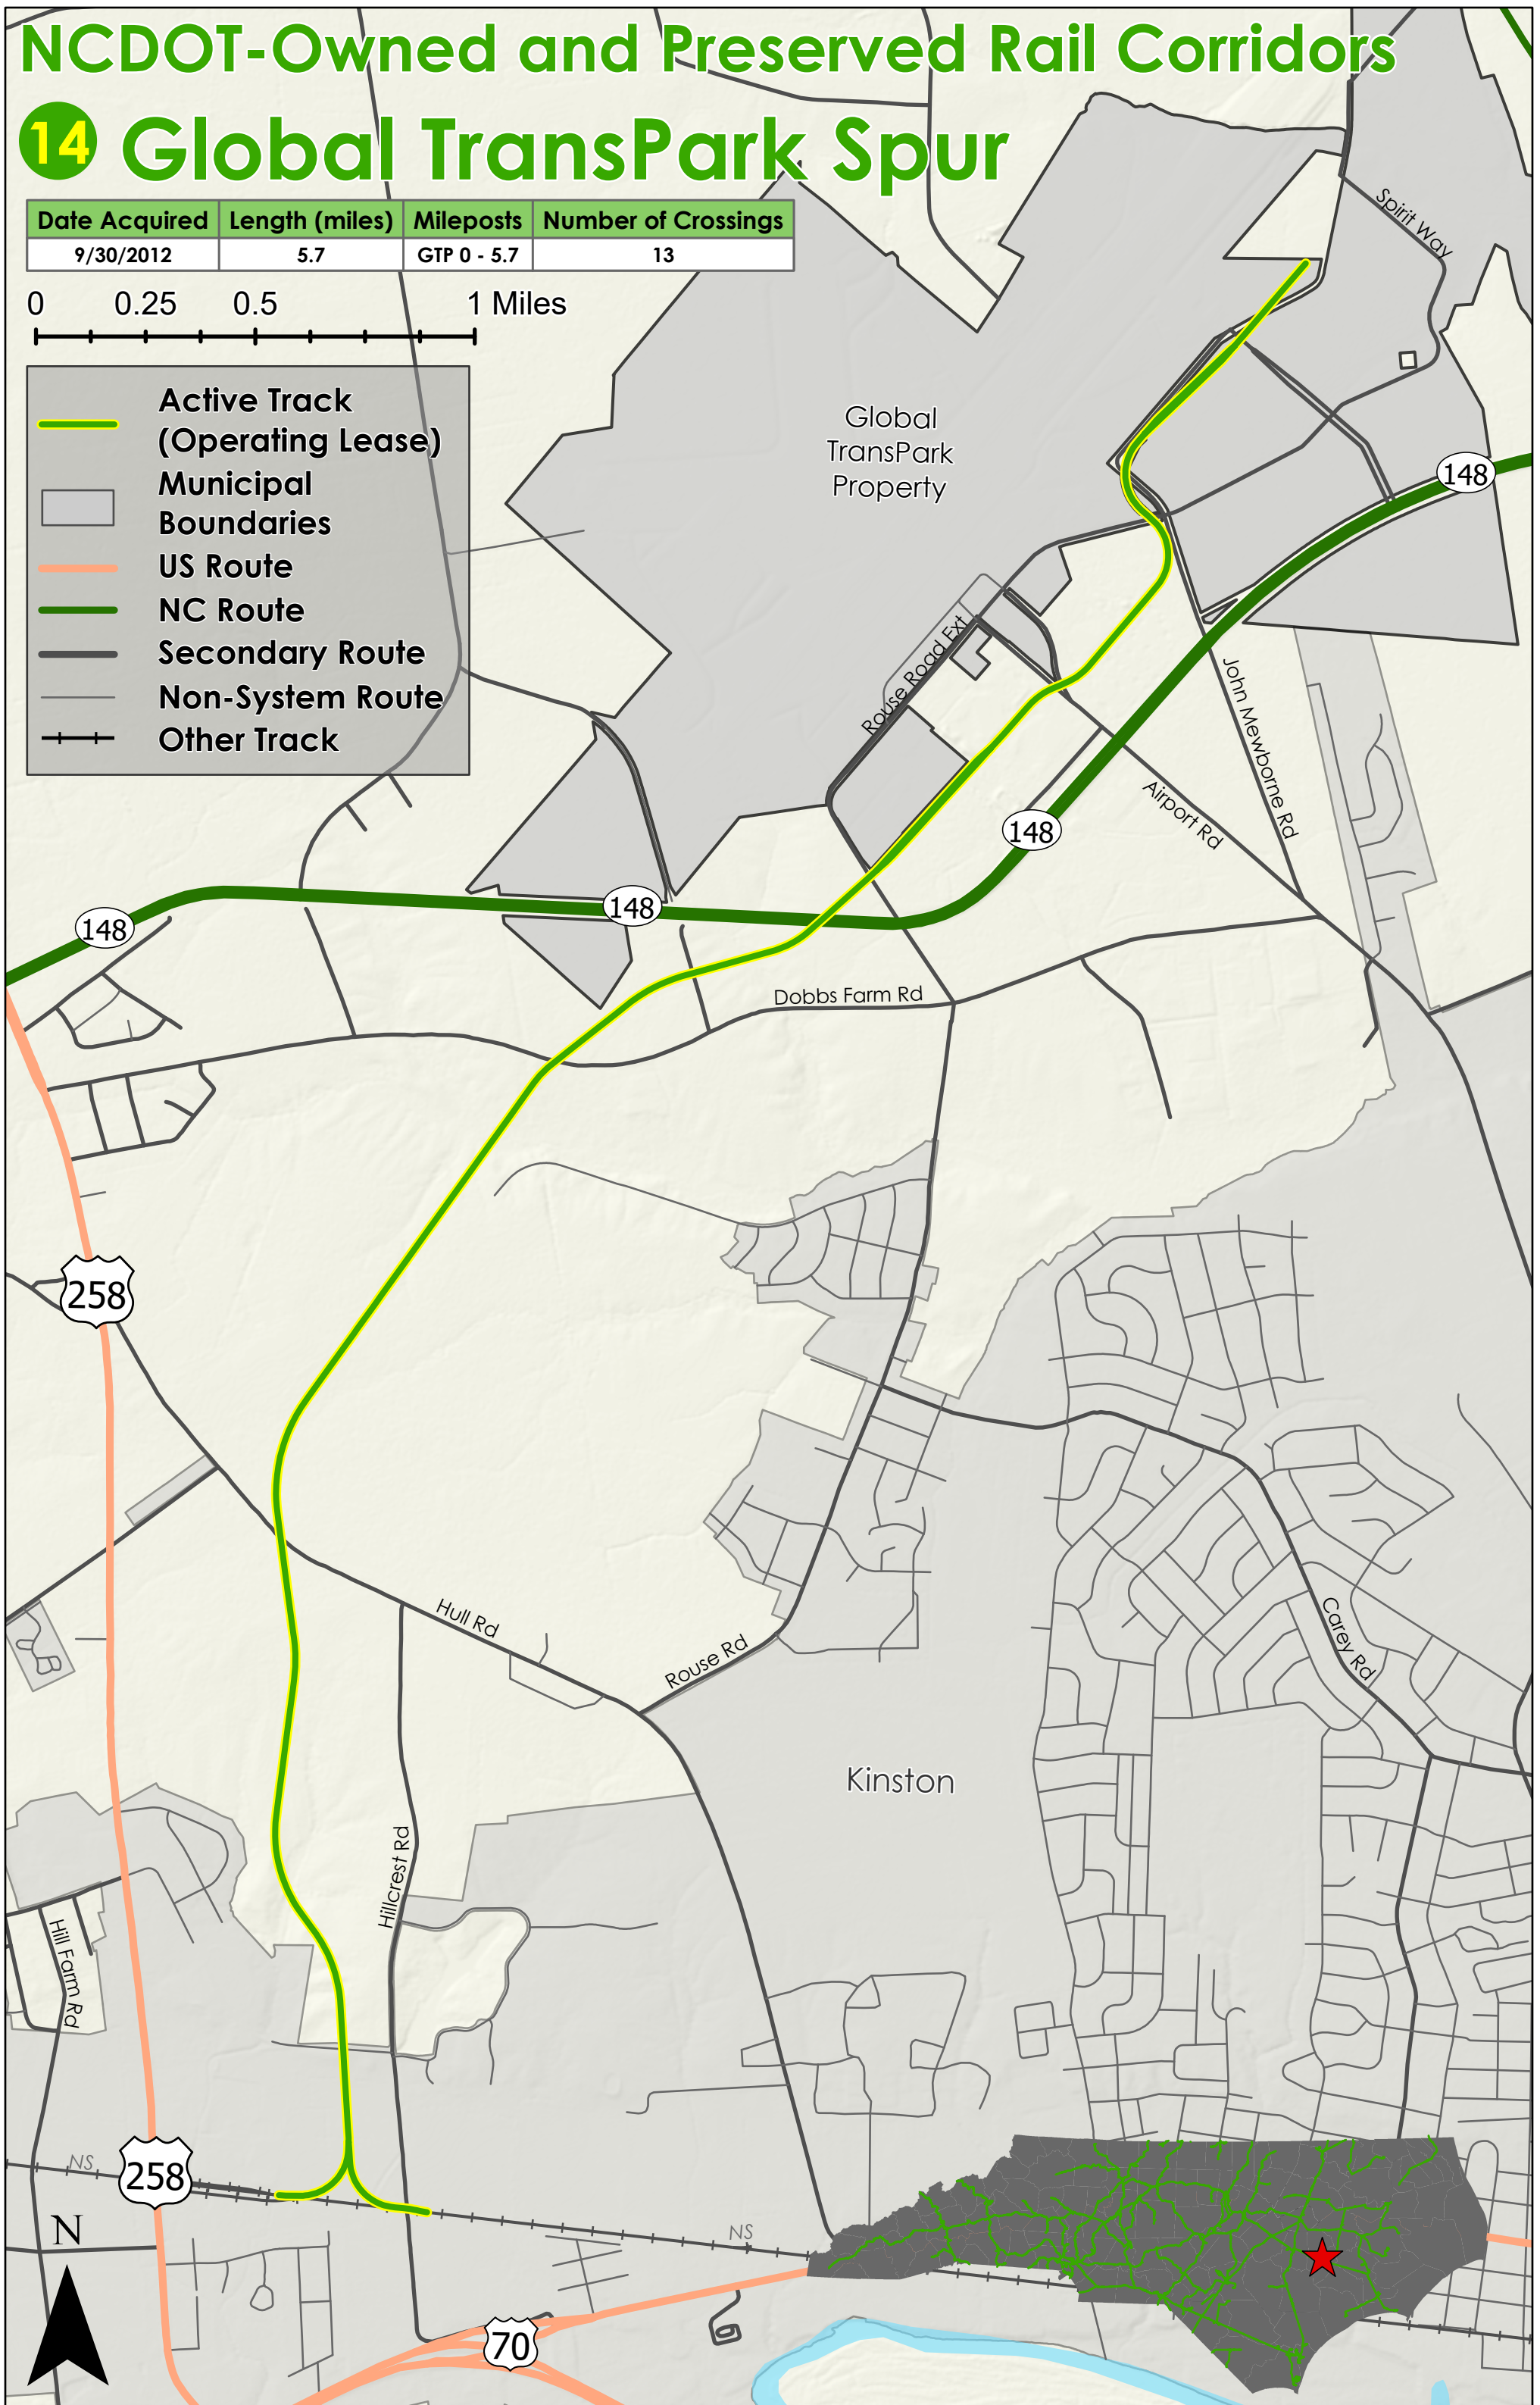 NCDOT-Owned and Preserved Rail Corridors
14 Global TransPark Spur
Date Acquired Length (miles) Mileposts Number of Crossings
9/30/2012 5.7 GTP 0 - 5.7 13
0 0.25 0.5 1 Miles
Active Track
(Operating Lease)
Municipal
Boundaries
US Route
NC Route
Secondary Route
Non-System Route
Other Track
Spirit Way
Global
TransPark
Property
148
Rouse Road Ext
John Mewborne Rd
Airport Rd
148
148
148
Dobbs Farm Rd
258
Hull Rd
Rouse Rd
Carey Rd
Kinston
Hillcrest Rd
Hill Farm Rd
NS
258
NS
N
70